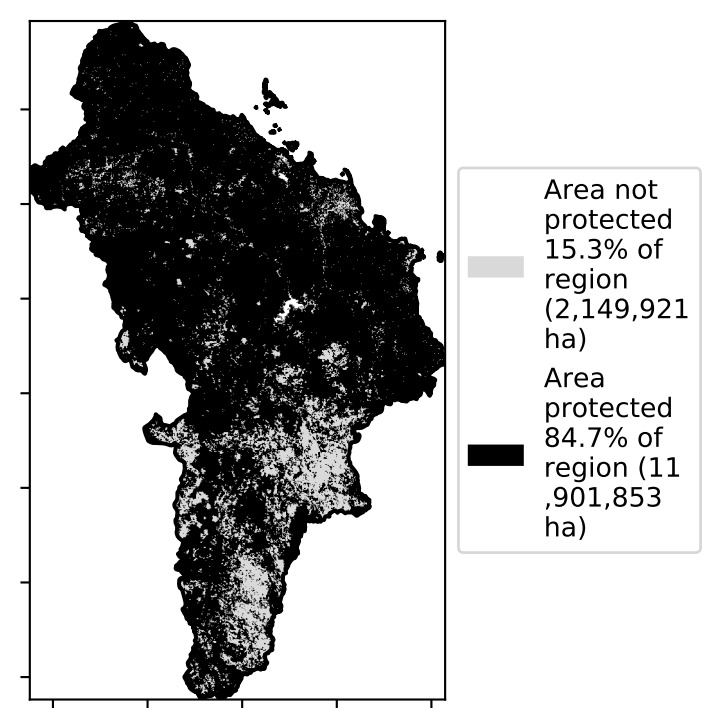 Area not
protected
15.3% of
region
(2,149,921
ha)
Area
protected
84.7% of
region (11
,901,853
ha)